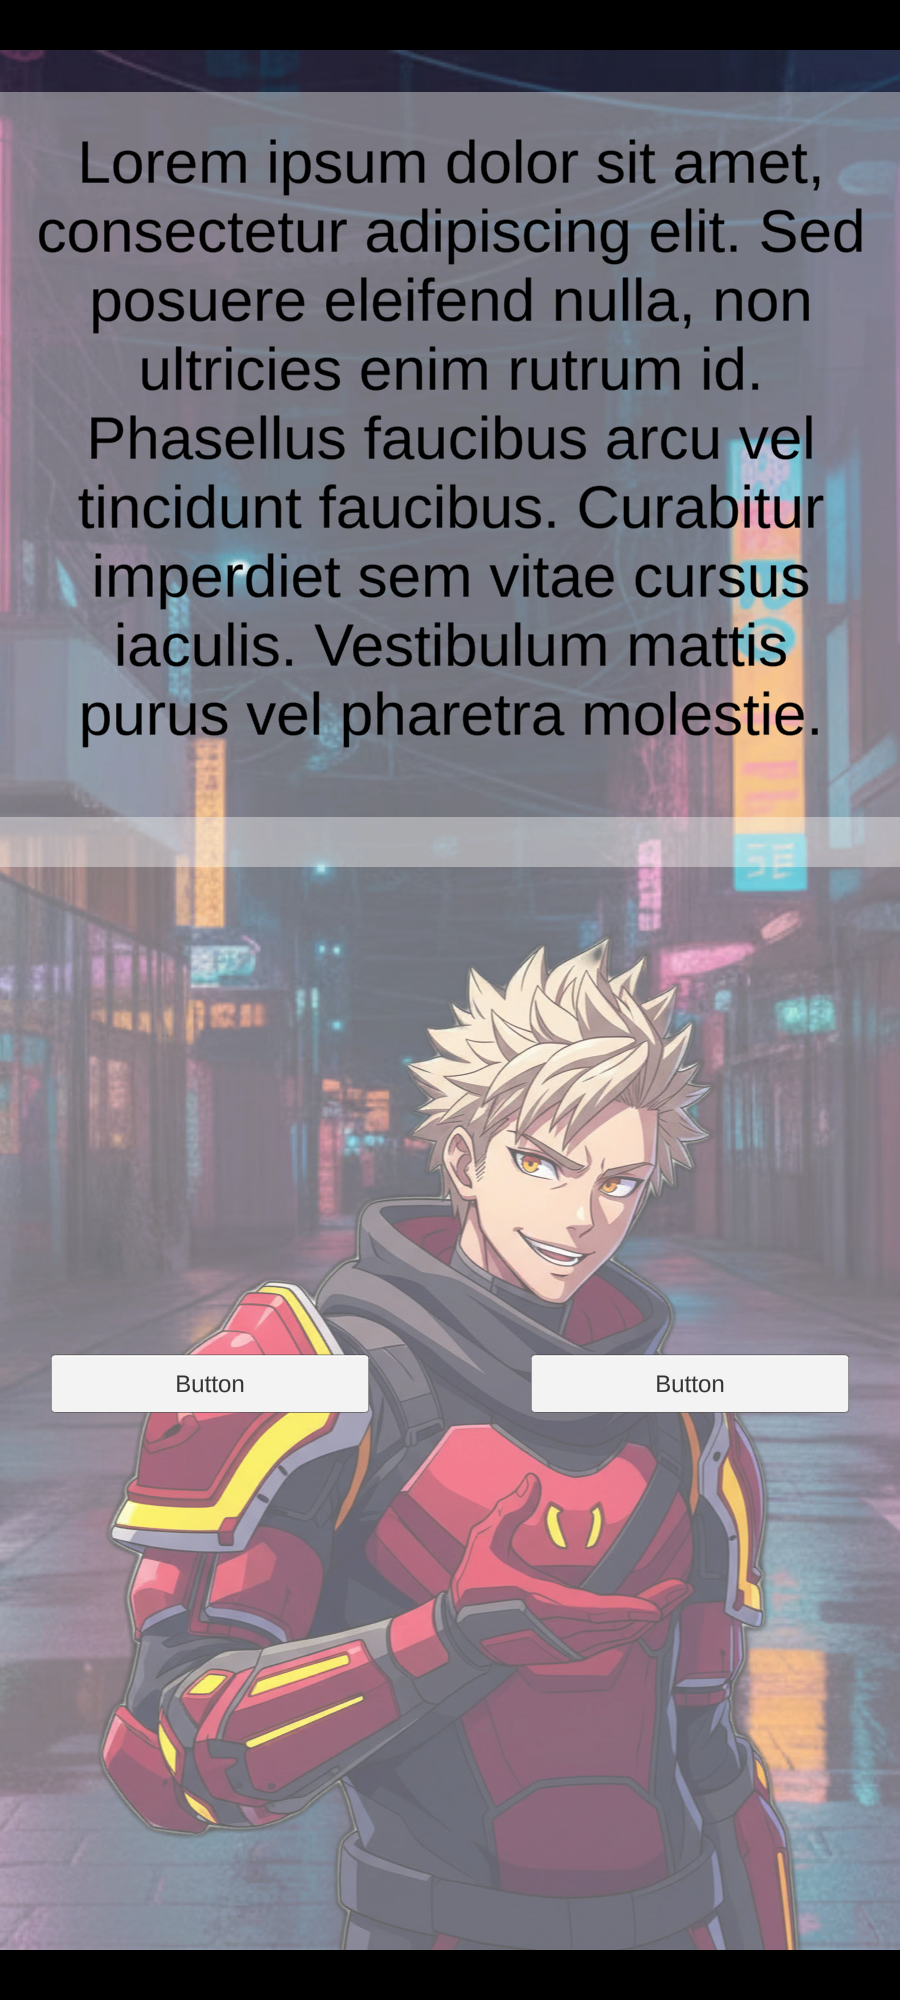 Lorem ipsum dolor sit amet,
consectetur adipiscing elit. Sed
posuere eleifend nulla, non
ultricies enim rutrum id.
Phasellus faucibus arcu vel
tincidunt faucibus. Curabitur
imperdiet sem vitae cursus
iaculis. Vestibulum mattis
purus vel pharetra molestie.
Button
Button